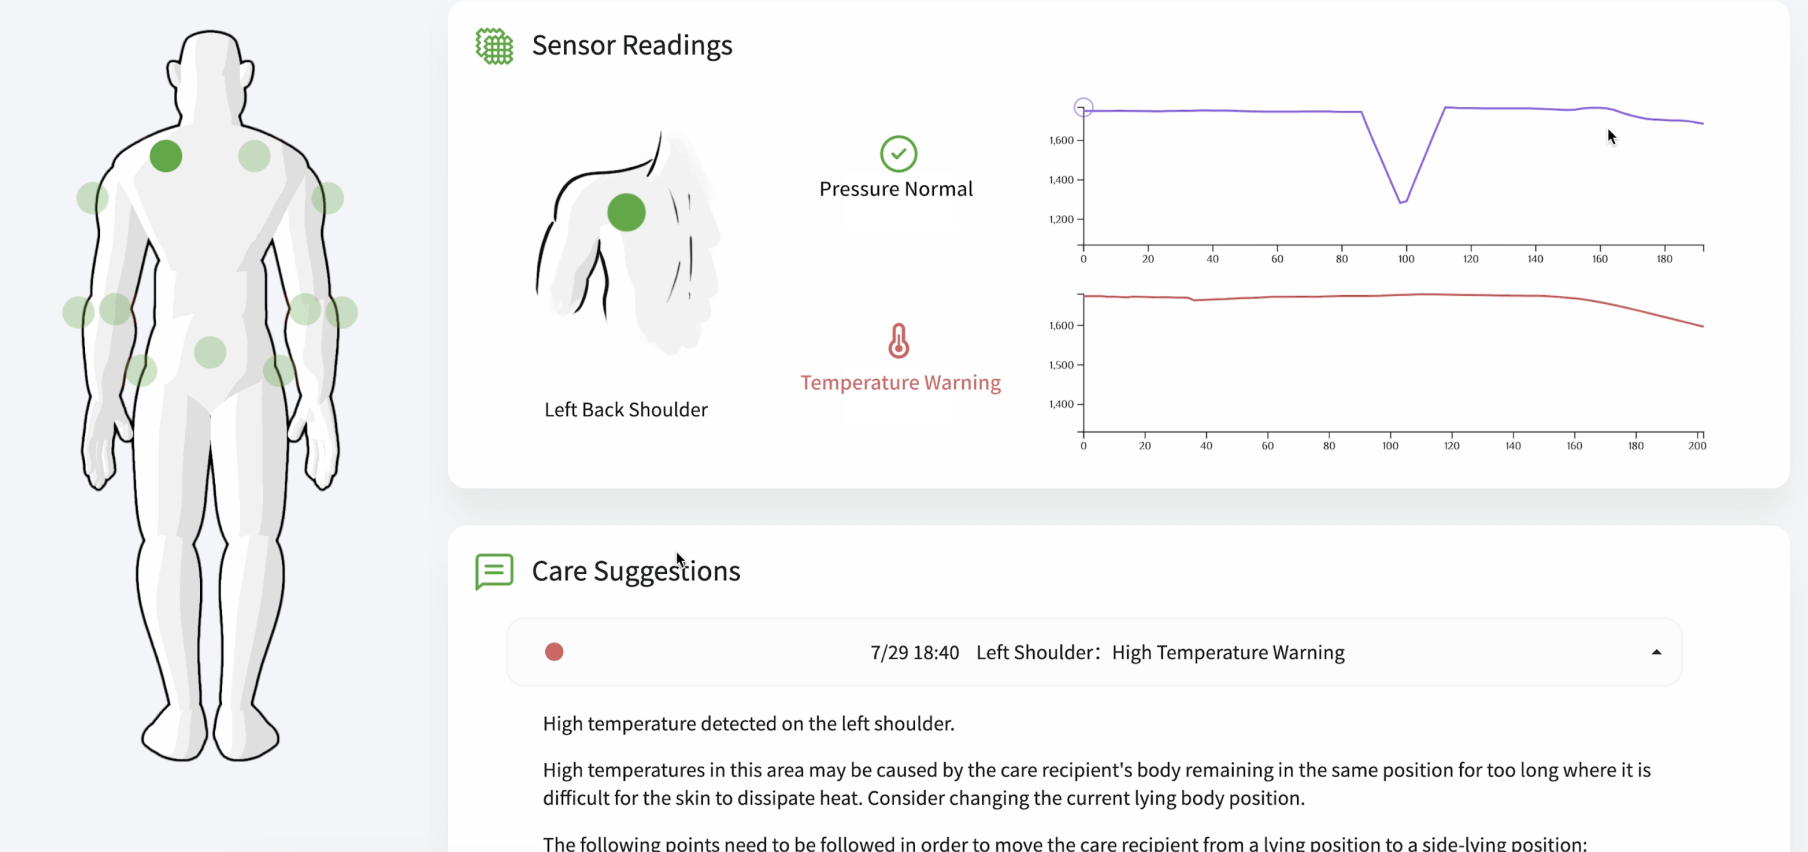 Sensor Readings
Pressure Normal
1,600
1,400
1,200
0 20 40 60 80 100 120 140 160 180
Temperature Warning
1,600
1,500
1,400
0 20 40 60 80 100 120 140 160 180 200
Left Back Shoulder
Care Suggestions
7/29 18:40 Left Shoulder: High Temperature Warning
High temperature detected on the left shoulder.
High temperatures in this area may be caused by the care recipient's body remaining in the same position for too long where it is
difficult for the skin to dissipate heat. Consider changing the current lying body position.
The following points need to be followed in order to move the care recipient from a lying position to a side-lying position: